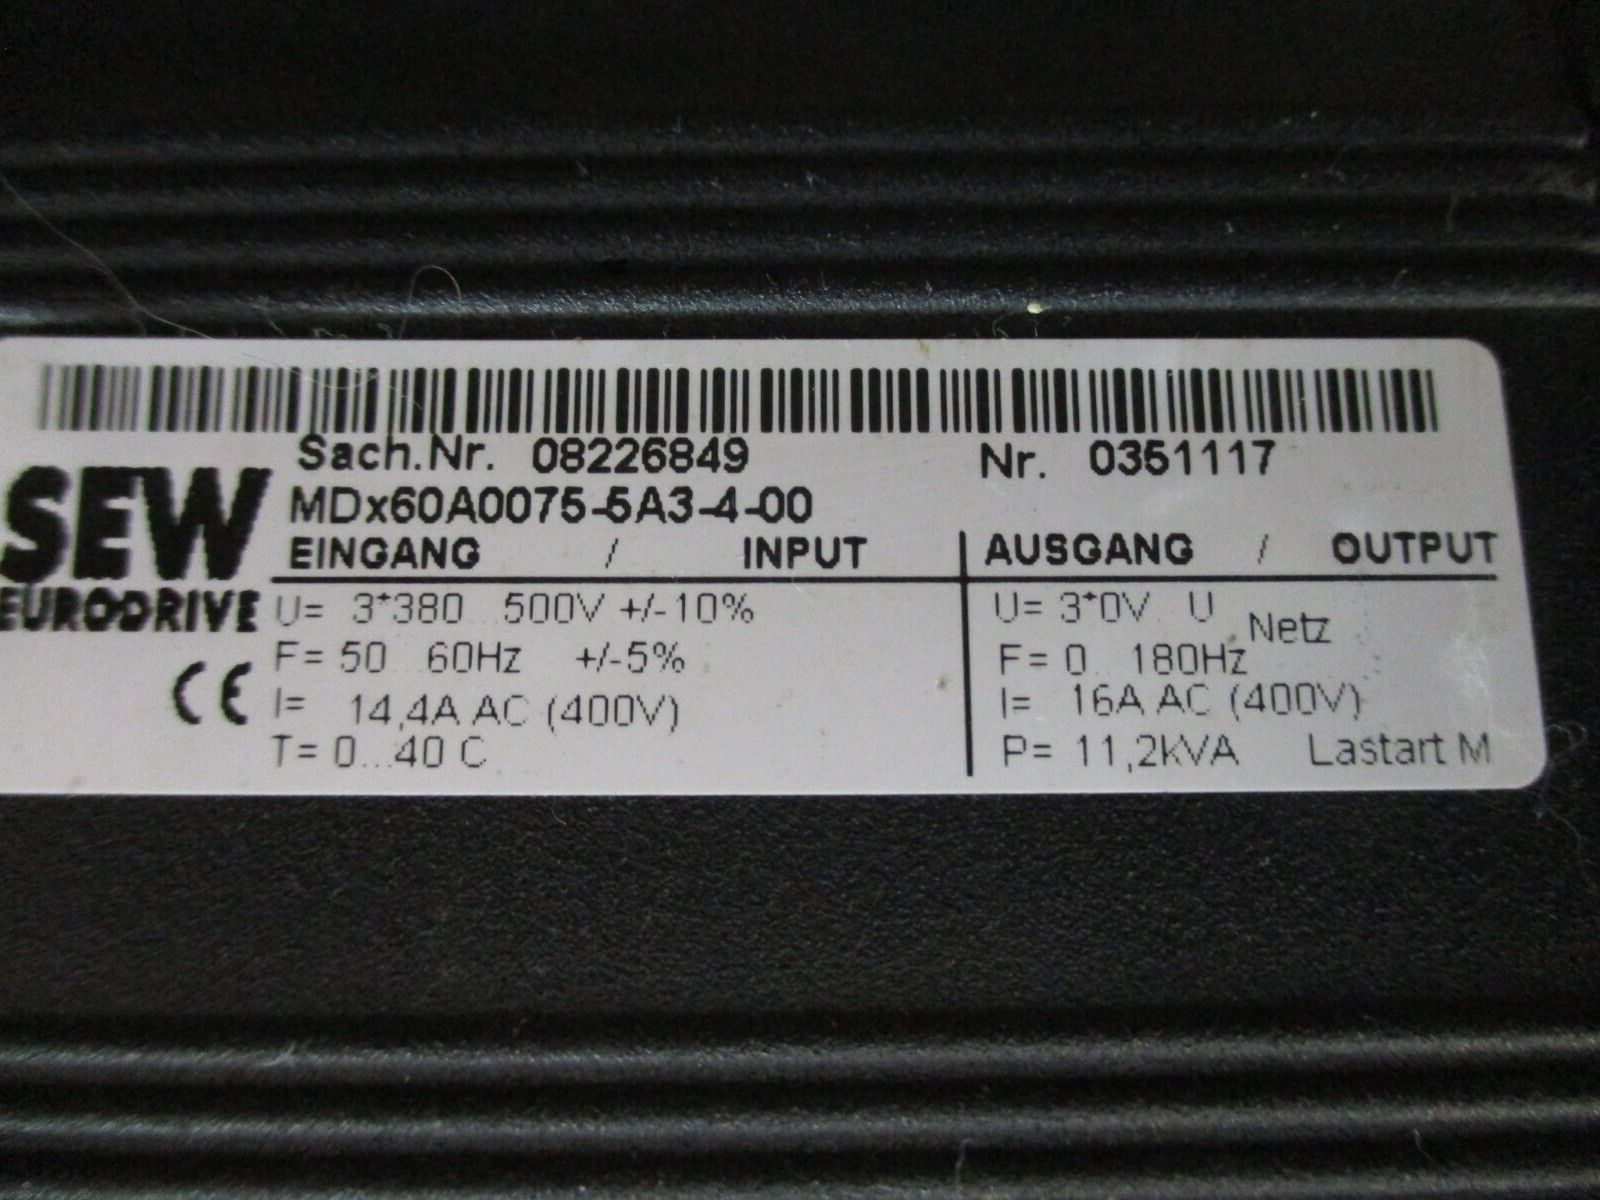 Sach.Nr. 08226849 Nr. 0351117
SEW
EURODRIVE
MDx60A0075-5A3-4-00
EINGANG / INPUT AUSGANG / OUTPUT
U= 3*380...500V +/-10% U= 3*0V...U Netz
F= 50...60Hz +/-5% F= 0...180Hz
I= 14,4A AC (400V) I= 16A AC (400V)
T= 0...40 C P= 11,2kVA Lastart M
CE